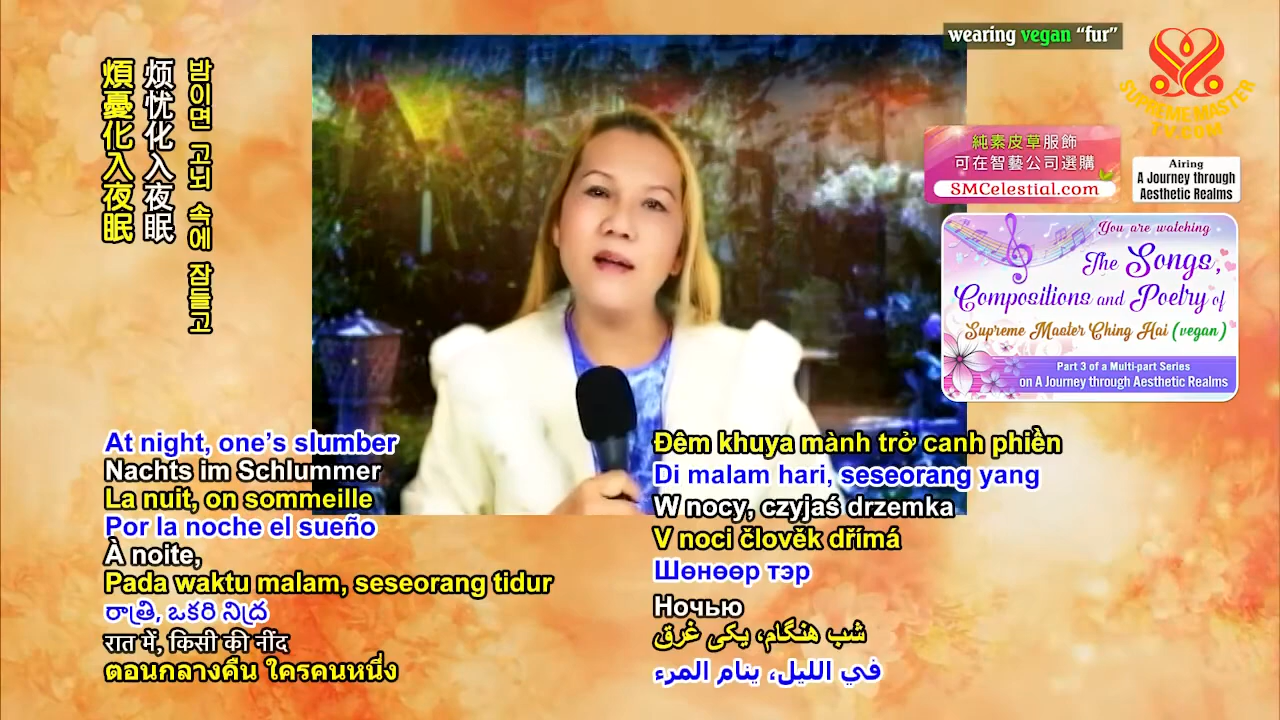 wearing vegan “fur”
SUPREMEMASTER
TV.COM
煩憂化入夜眠
烦忧化入夜眠
밤이면 고뇌 속에 잠들고
純素皮草服飾
可在智藝公司選購
SMCelestial.com
Airing
A Journey through
Aesthetic Realms
You are watching
The Songs,
Compositions and Poetry of
Supreme Master Ching Hai (vegan)
Part 3 of a Multi-part Series
on A Journey through Aesthetic Realms
At night, one’s slumber
Nachts im Schlummer
La nuit, on sommeille
Por la noche el sueño
À noite,
Pada waktu malam, seseorang tidur
రాత్రి, ఒకరి నిద్ర
रात में, किसी की नींद
ตอนกลางคืน ใครคนหนึ่ง
Đêm khuya mành trở canh phiền
Di malam hari, seseorang yang
W nocy, czyjaś drzemka
V noci člověk dřímá
Шөнөөр тэр
Ночью
شب هنگام، یکی غرق
في الليل، ينام المرء